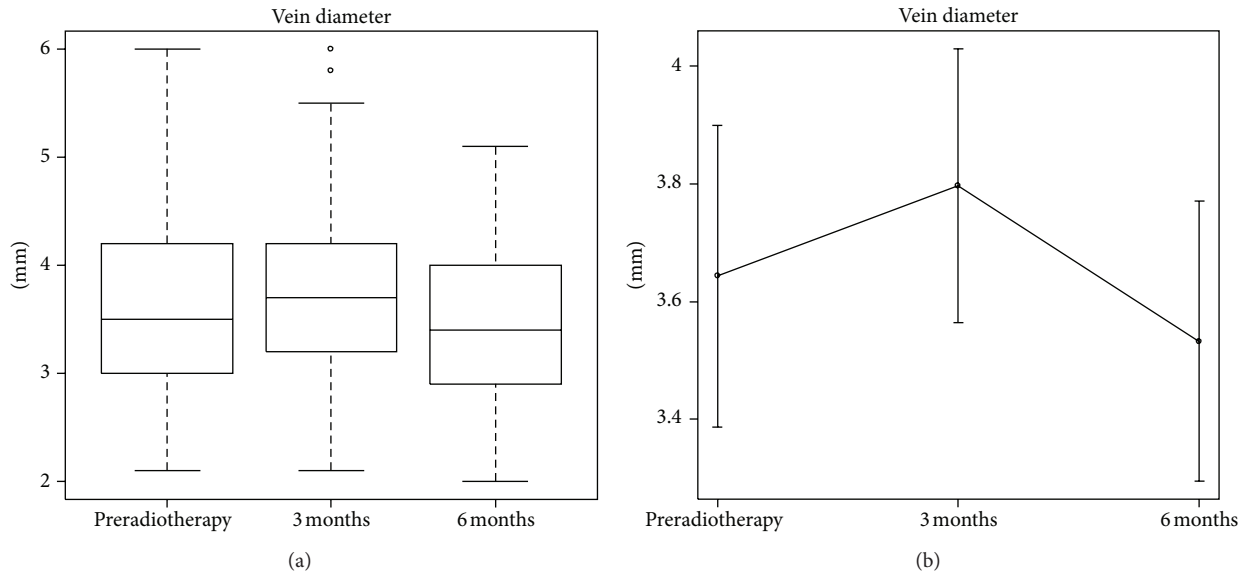 Vein diameter
6
5
4
3
2
(mm)
Preradiotherapy 3 months 6 months
(a)
Vein diameter
4
3.8
3.6
3.4
(mm)
Preradiotherapy 3 months 6 months
(b)